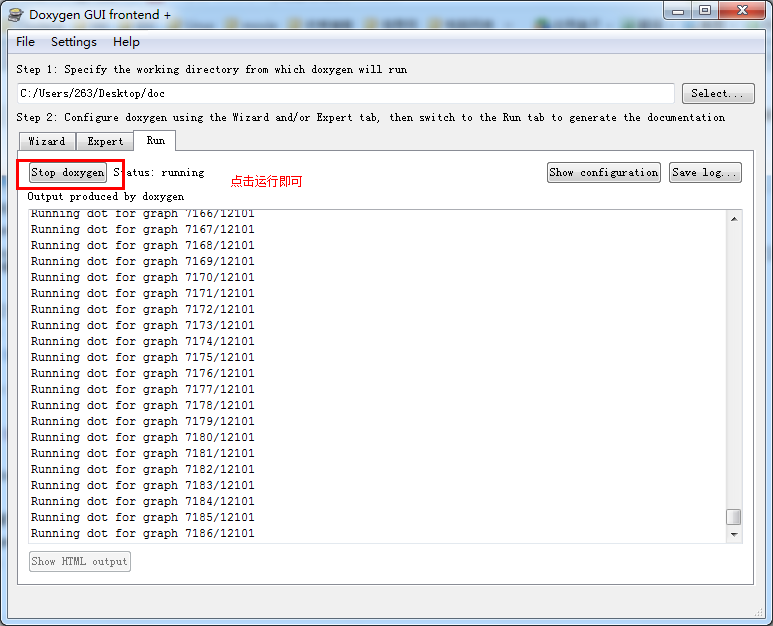 Doxygen GUI frontend +
File Settings Help
Step 1: Specify the working directory from which doxygen will run
C:/Users/263/Desktop/doc Select...
Step 2: Configure doxygen using the Wizard and/or Expert tab, then switch to the Run tab to generate the documentation
Wizard Expert Run
Stop doxygen Status: running 点击运行即可 Show configuration Save log...
Output produced by doxygen
Running dot for graph 7166/12101
Running dot for graph 7167/12101
Running dot for graph 7168/12101
Running dot for graph 7169/12101
Running dot for graph 7170/12101
Running dot for graph 7171/12101
Running dot for graph 7172/12101
Running dot for graph 7173/12101
Running dot for graph 7174/12101
Running dot for graph 7175/12101
Running dot for graph 7176/12101
Running dot for graph 7177/12101
Running dot for graph 7178/12101
Running dot for graph 7179/12101
Running dot for graph 7180/12101
Running dot for graph 7181/12101
Running dot for graph 7182/12101
Running dot for graph 7183/12101
Running dot for graph 7184/12101
Running dot for graph 7185/12101
Running dot for graph 7186/12101
Show HTML output